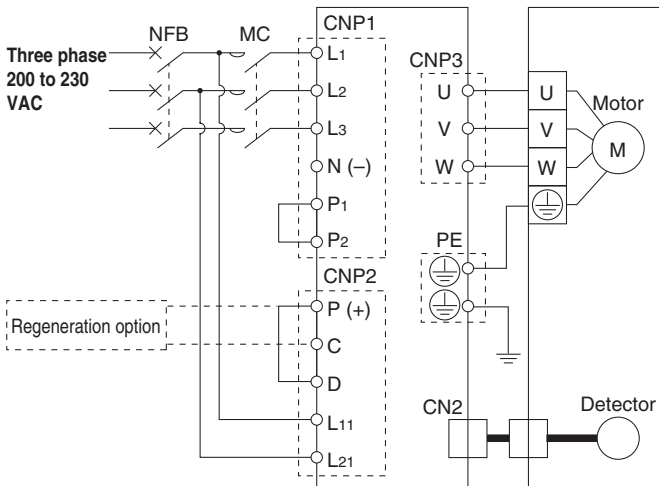 Three phase
200 to 230
VAC
NFB
MC
CNP1
L1
L2
L3
N (−)
P1
P2
CNP2
P (+)
C
D
L11
L21
Regeneration option
CNP3
U
V
W
PE
CN2
U
V
W
Motor
M
Detector